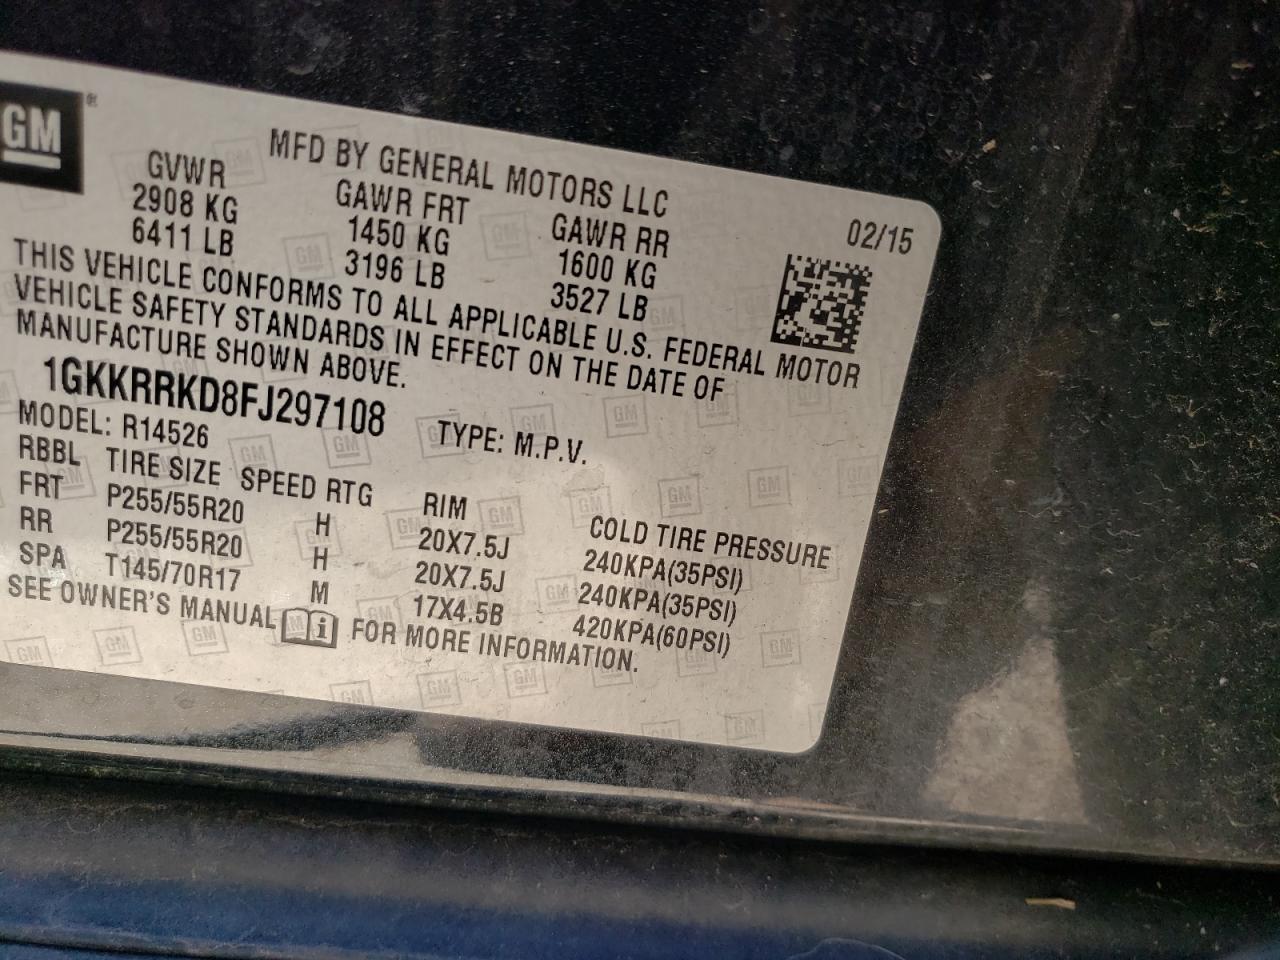 GM®
MFD BY GENERAL MOTORS LLC
02/15
GVWR GAWR FRT GAWR RR
2908 KG 1450 KG 1600 KG
6411 LB 3196 LB 3527 LB
THIS VEHICLE CONFORMS TO ALL APPLICABLE U.S. FEDERAL MOTOR
VEHICLE SAFETY STANDARDS IN EFFECT ON THE DATE OF
MANUFACTURE SHOWN ABOVE.
1GKKRRKD8FJ297108 TYPE: M.P.V.
MODEL: R14526
RBBL TIRE SIZE SPEED RTG RIM COLD TIRE PRESSURE
FRT P255/55R20 H 20X7.5J 240KPA(35PSI)
RR P255/55R20 H 20X7.5J 240KPA(35PSI)
SPA T145/70R17 M 17X4.5B 420KPA(60PSI)
SEE OWNER'S MANUAL i FOR MORE INFORMATION.